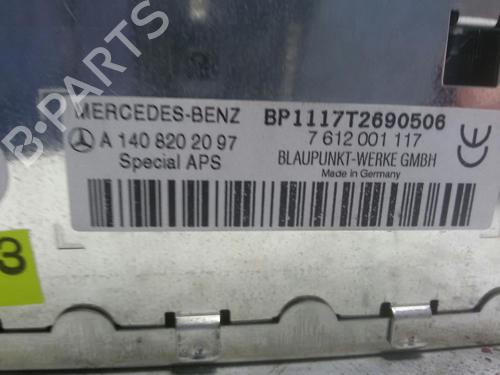 B-PARTS
MERCEDES-BENZ BP1117T2690506
A 140 820 20 97 7 612 001 117
Special APS BLAUPUNKT-WERKE GMBH
Made in Germany
CE
3